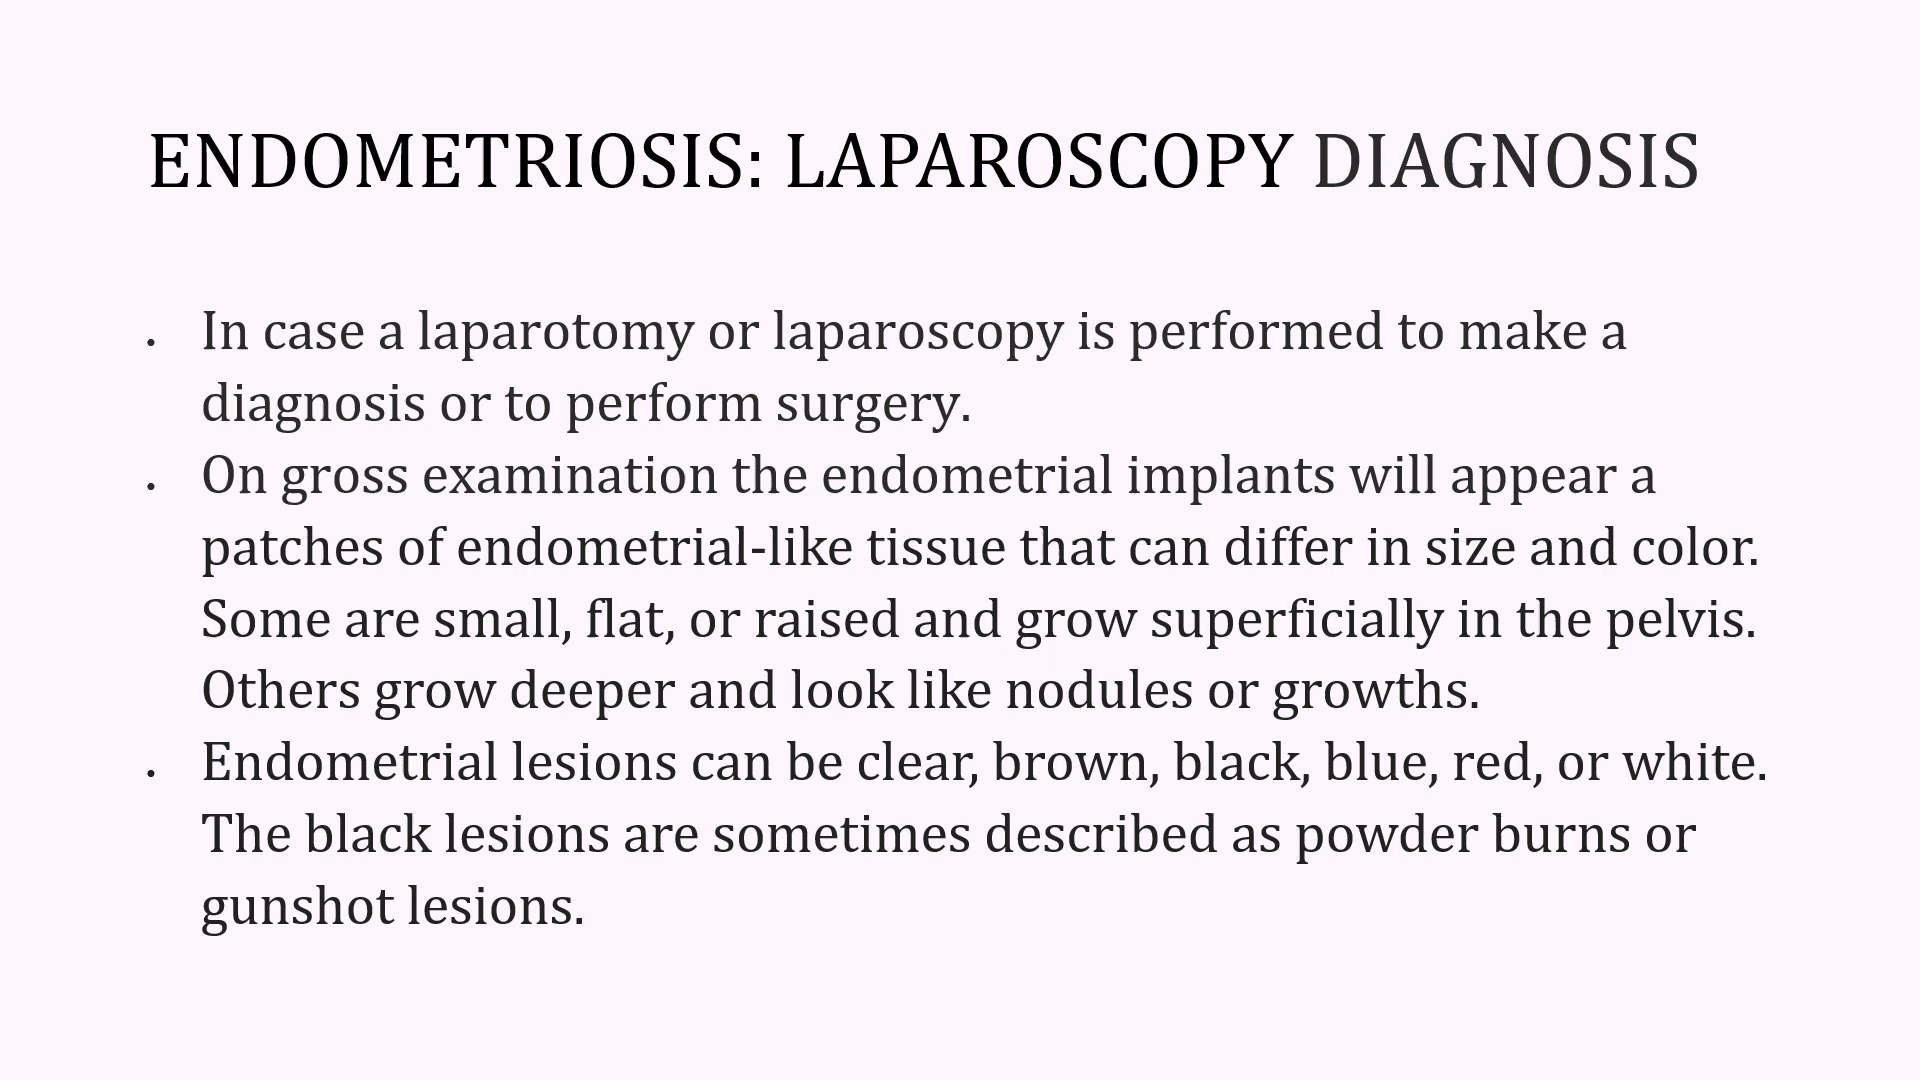 ENDOMETRIOSIS: LAPAROSCOPY DIAGNOSIS
• In case a laparotomy or laparoscopy is performed to make a
diagnosis or to perform surgery.
• On gross examination the endometrial implants will appear a
patches of endometrial-like tissue that can differ in size and color.
Some are small, flat, or raised and grow superficially in the pelvis.
Others grow deeper and look like nodules or growths.
• Endometrial lesions can be clear, brown, black, blue, red, or white.
The black lesions are sometimes described as powder burns or
gunshot lesions.